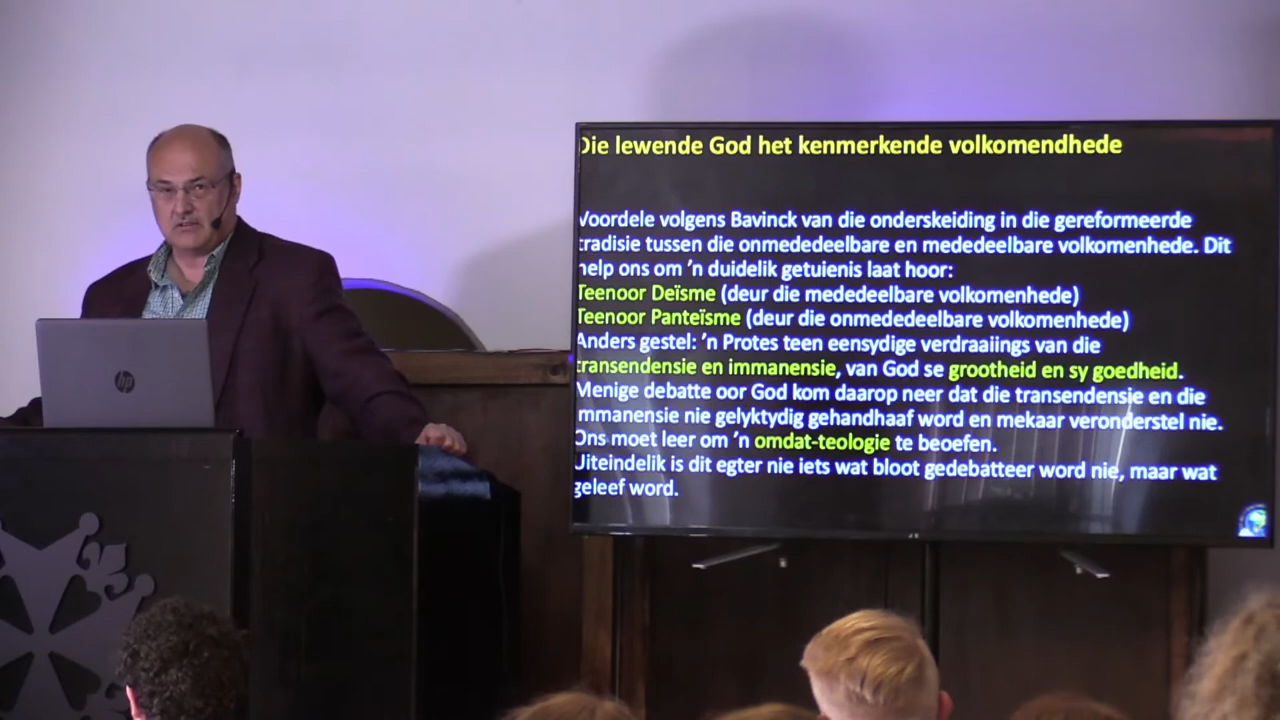 Die lewende God het kenmerkende volkomendhede
Voordele volgens Bavinck van die onderskeiding in die gereformeerde
tradisie tussen die onmededeelbare en mededeelbare volkomenhede. Dit
help ons om ’n duidelik getuienis laat hoor:
Teenoor Deïsme (deur die mededeelbare volkomenhede)
Teenoor Panteïsme (deur die onmededeelbare volkomenhede)
Anders gestel: ’n Protes teen eensydige verdraaiings van die
transendensie en immanensie, van God se grootheid en sy goedheid.
Menige debatte oor God kom daarop neer dat die transendensie en die
immanensie nie gelyktydig gehandhaaf word en mekaar veronderstel nie.
Ons moet leer om ’n omdat-teologie te beoefen.
Uiteindelik is dit egter nie iets wat bloot gedebatteer word nie, maar wat
geleef word.
hp